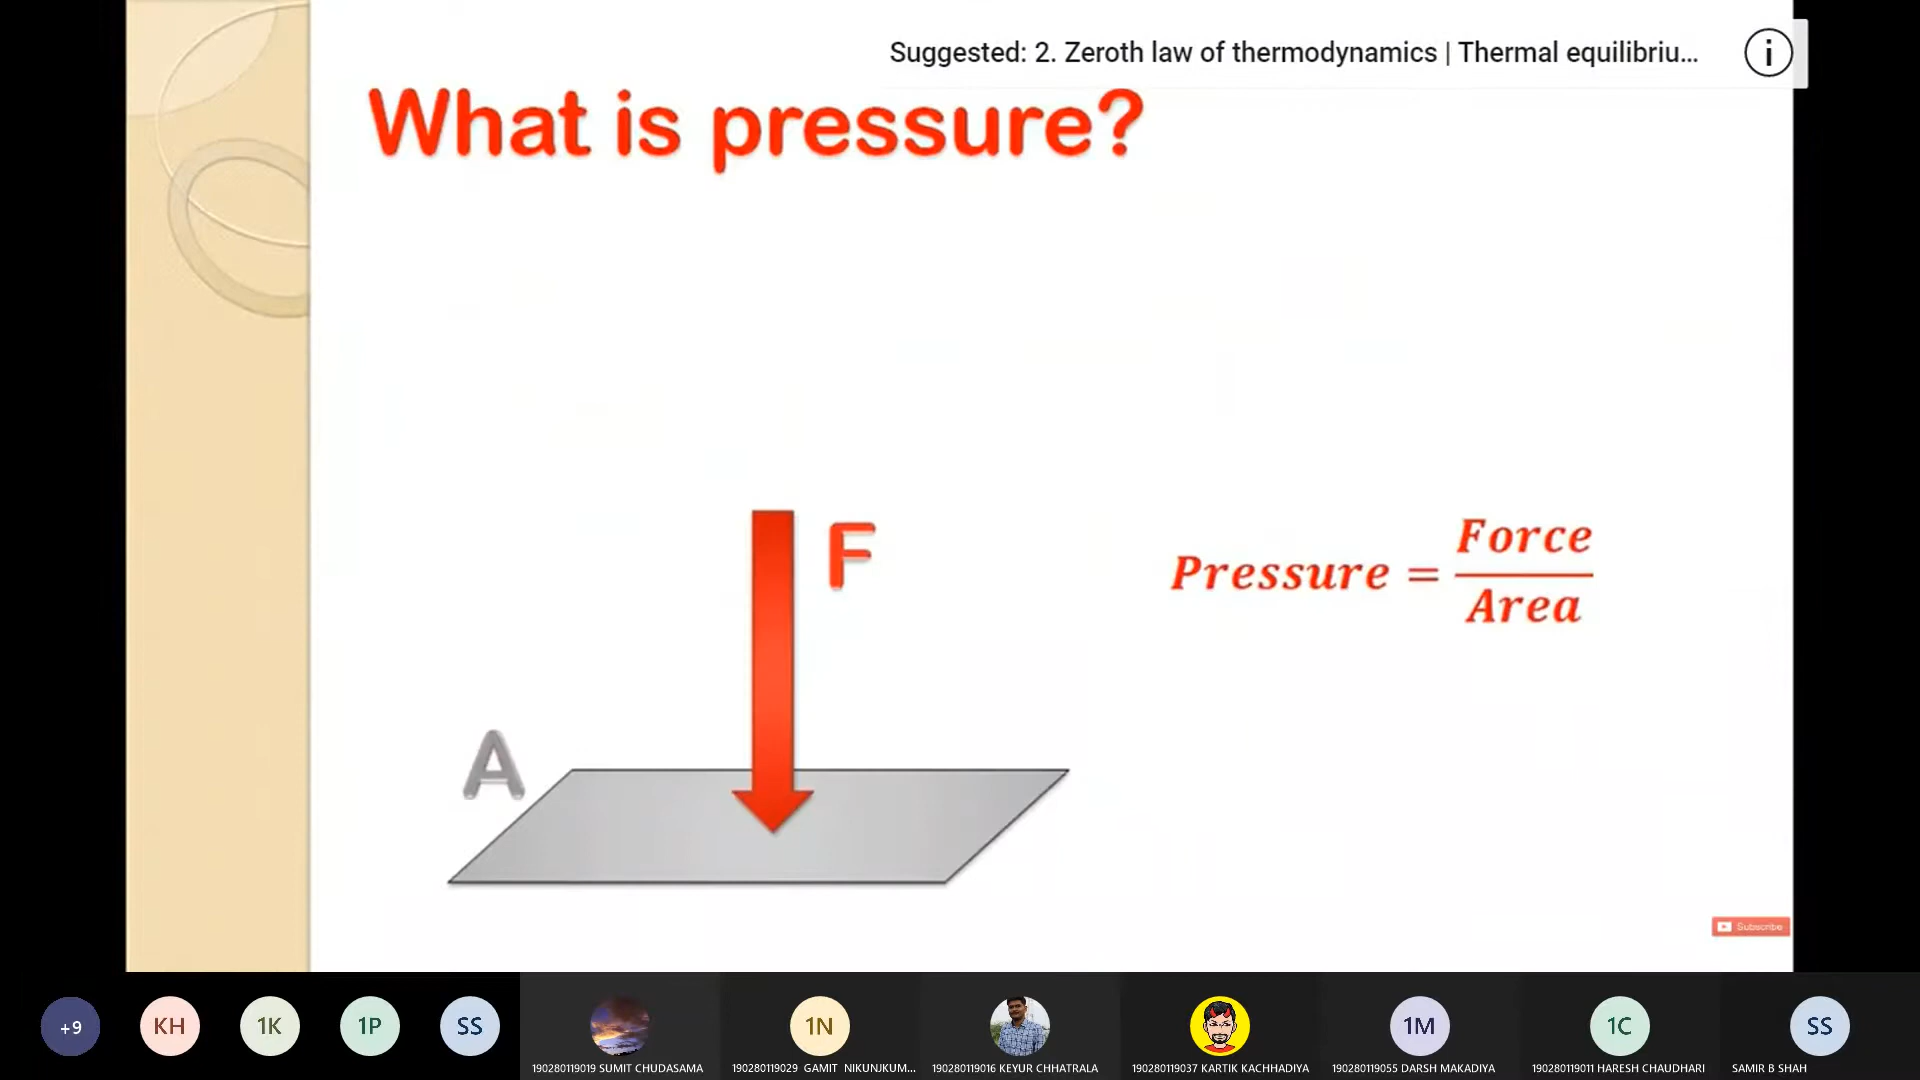 Suggested: 2. Zeroth law of thermodynamics | Thermal equilibriu...
What is pressure?
F
Pressure = Force
Area
A
Subscribe
+9
KH
1K
1P
SS
1N
1M
1C
SS
190280119019 SUMIT CHUDASAMA
190280119029 GAMIT NIKUNJKUM...
190280119016 KEYUR CHHATRALA
190280119037 KARTIK KACHHADIYA
190280119055 DARSH MAKADIYA
190280119011 HARESH CHAUDHARI
SAMIR B SHAH